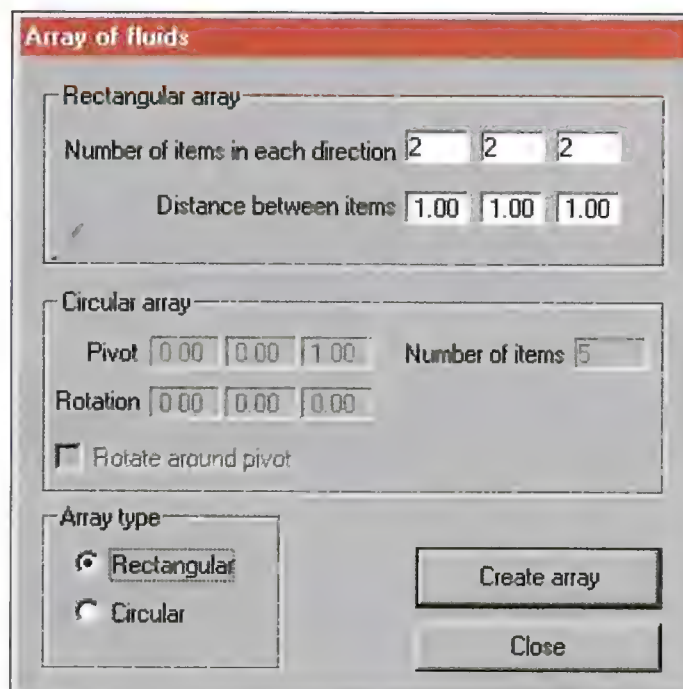 Array of fluids
Rectangular array
Number of items in each direction 2 2 2
Distance between items 1.00 1.00 1.00
Circular array
Pivot 0.00 0.00 1.00 Number of items 5
Rotation 0.00 0.00 0.00
Rotate around pivot
Array type
Rectangular
Circular
Create array
Close